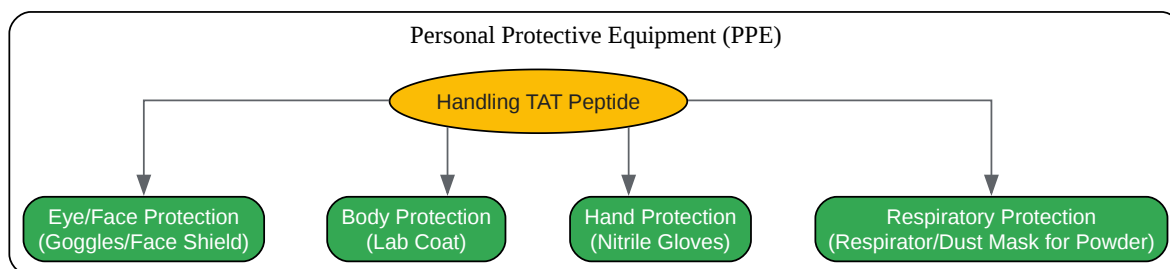 Personal Protective Equipment (PPE)
Handling TAT Peptide
Eye/Face Protection
(Goggles/Face Shield)
Body Protection
(Lab Coat)
Hand Protection
(Nitrile Gloves)
Respiratory Protection
(Respirator/Dust Mask for Powder)